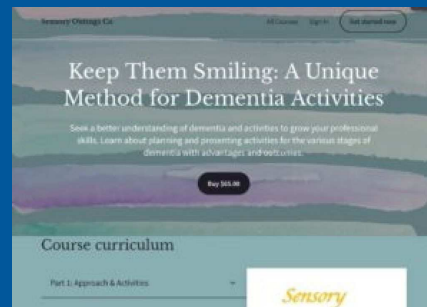 Sensory Outings Co.
All Courses Sign In Get started now
Keep Them Smiling: A Unique
Method for Dementia Activities
Seek a better understanding of dementia and activities to grow your professional
skills. Learn about planning and presenting activities for the various stages of
dementia with advantages and outcomes.
Buy $65.00
Course curriculum
Part 1: Approach & Activities
Sensory